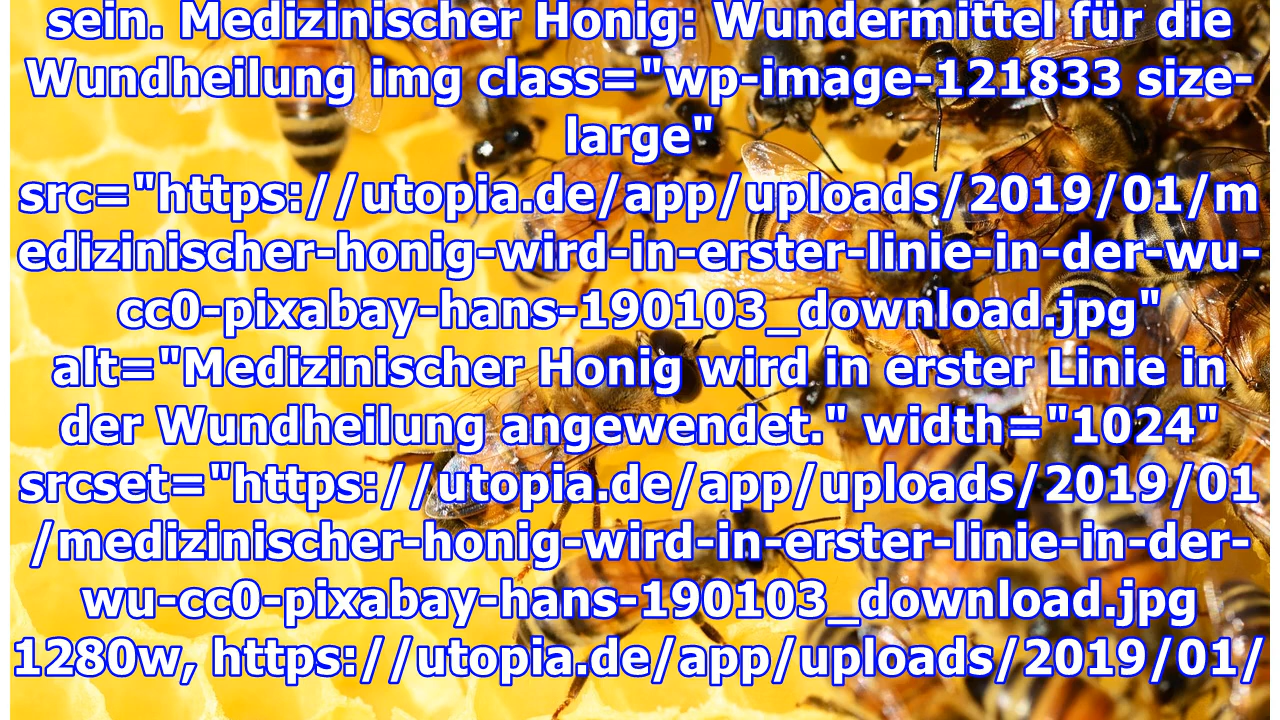 sein. Medizinischer Honig: Wundermittel für die
Wundheilung img class="wp-image-121833 size-
large"
src="https://utopia.de/app/uploads/2019/01/m
edizinischer-honig-wird-in-erster-linie-in-der-wu-
cc0-pixabay-hans-190103_download.jpg"
alt="Medizinischer Honig wird in erster Linie in
der Wundheilung angewendet." width="1024"
srcset="https://utopia.de/app/uploads/2019/01
/medizinischer-honig-wird-in-erster-linie-in-der-
wu-cc0-pixabay-hans-190103_download.jpg
1280w, https://utopia.de/app/uploads/2019/01/